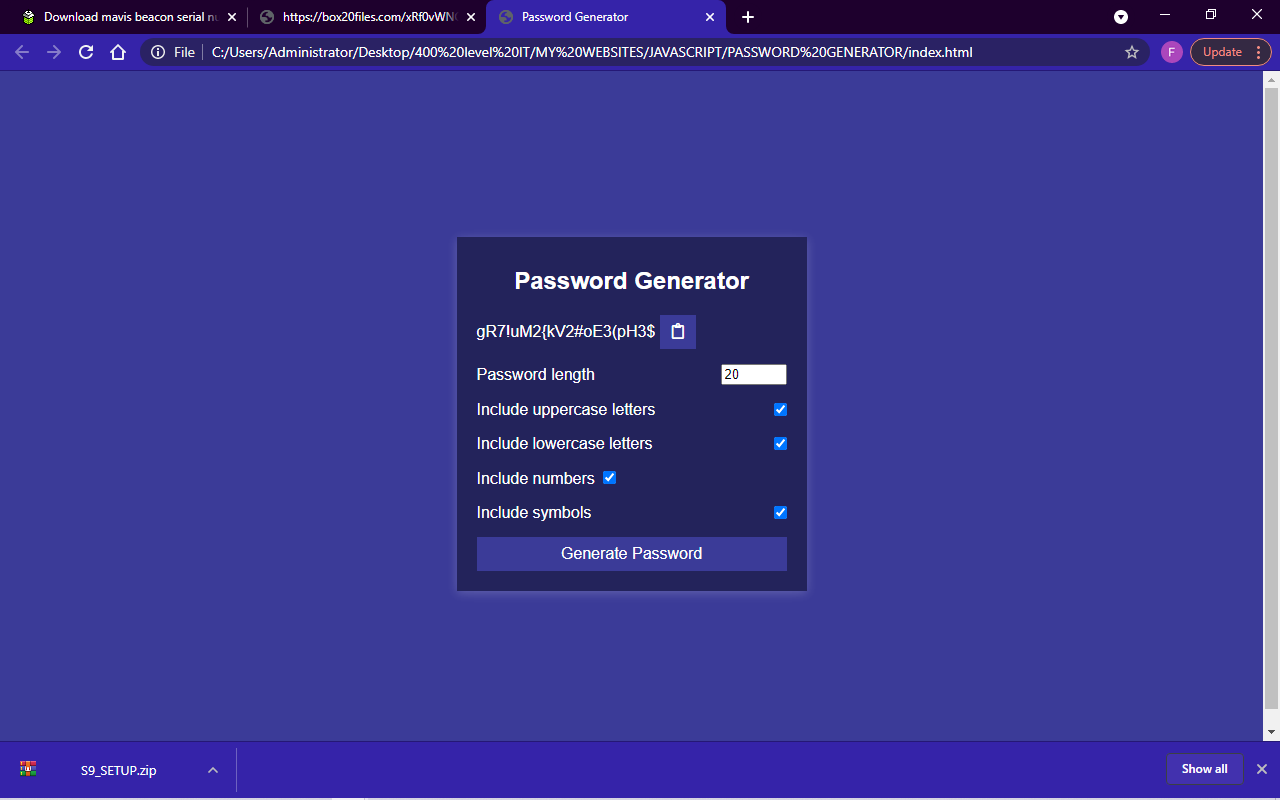 Download mavis beacon serial nu
https://box20files.com/xRf0vWN
Password Generator
File
C:/Users/Administrator/Desktop/400%20level%20IT/MY%20WEBSITES/JAVASCRIPT/PASSWORD%20GENERATOR/index.html
F
Update
Password Generator
gR7!uM2{kV2#oE3(pH3$
Password length
20
Include uppercase letters
Include lowercase letters
Include numbers
Include symbols
Generate Password
S9_SETUP.zip
Show all